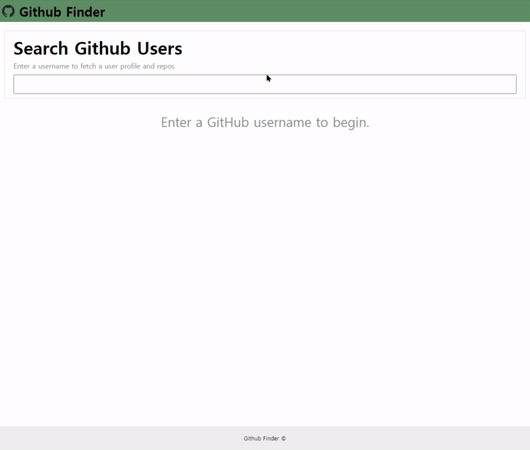 Github Finder
Search Github Users
Enter a username to fetch a user profile and repos
Enter a GitHub username to begin.
Github Finder ©